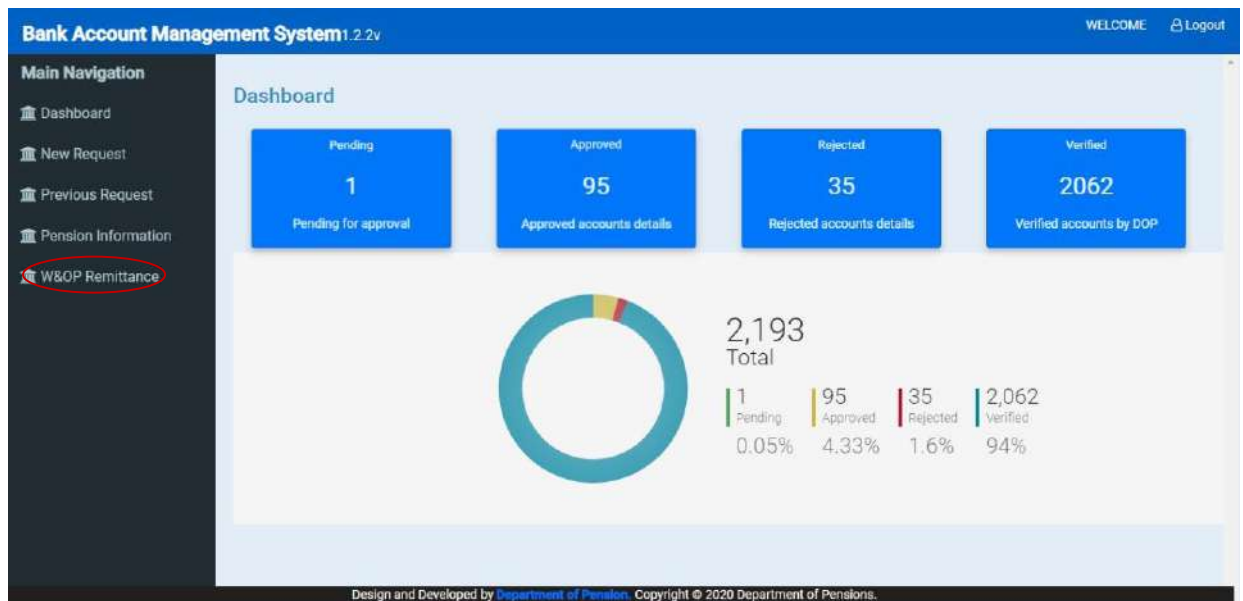 Bank Account Management System1.2.2v
WELCOME Logout
Main Navigation
Dashboard
New Request
Previous Request
Pension Information
W&OP Remittance
Dashboard
Pending
1
Pending for approval
Approved
95
Approved accounts details
Rejected
35
Rejected accounts details
Verified
2062
Verified accounts by DOP
2,193
Total
1
Pending
0.05%
95
Approved
4.33%
35
Rejected
1.6%
2,062
Verified
94%
Design and Developed by Department of Pension. Copyright © 2020 Department of Pensions.